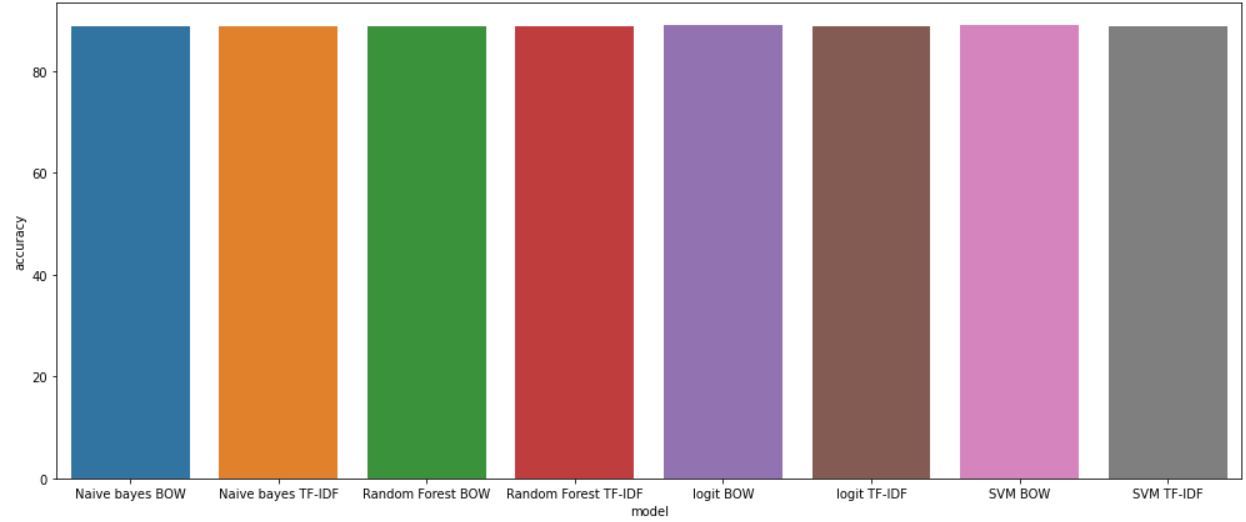 accuracy
80
60
40
20
0
Naive bayes BOW Naive bayes TF-IDF Random Forest BOW Random Forest TF-IDF logit BOW logit TF-IDF SVM BOW SVM TF-IDF
model